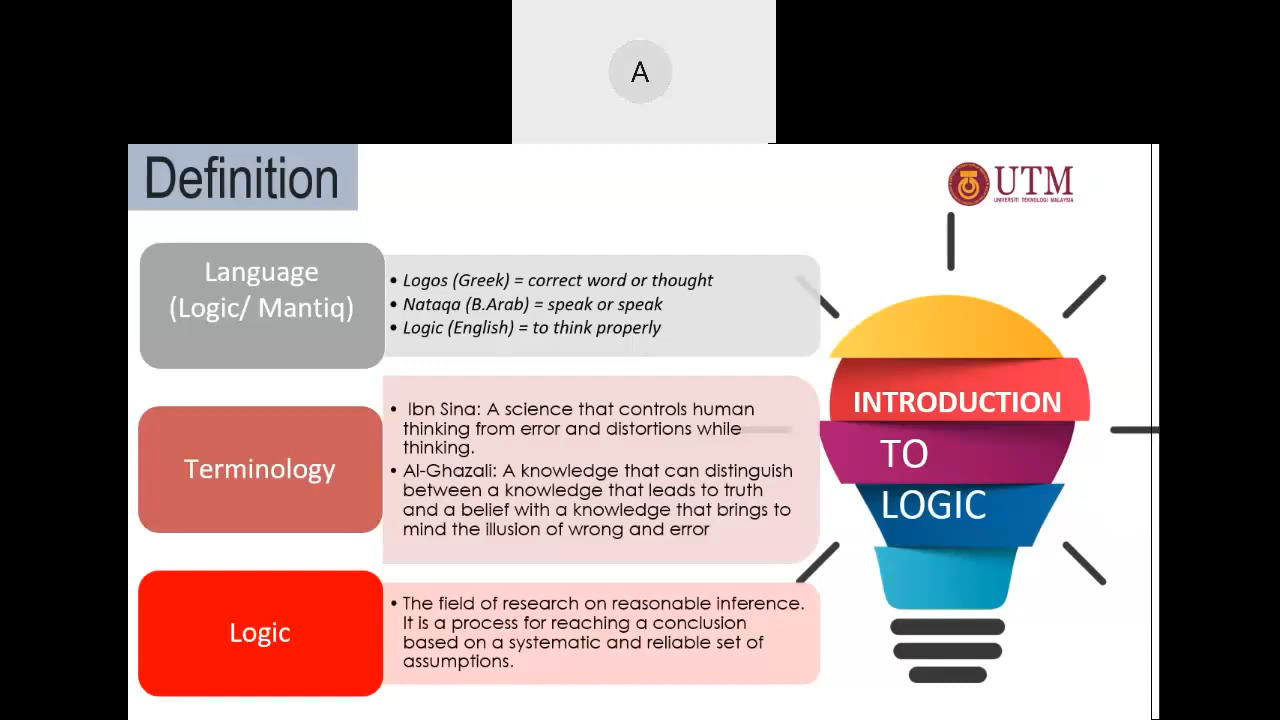 A
Definition
UTM
UNIVERSITI TEKNOLOGI MALAYSIA
Language
(Logic/ Mantiq)
• Logos (Greek) = correct word or thought
• Nataqa (B.Arab) = speak or speak
• Logic (English) = to think properly
Terminology
• Ibn Sina: A science that controls human
thinking from error and distortions while
thinking.
• Al-Ghazali: A knowledge that can distinguish
between a knowledge that leads to truth
and a belief with a knowledge that brings to
mind the illusion of wrong and error
Logic
• The field of research on reasonable inference.
It is a process for reaching a conclusion
based on a systematic and reliable set of
assumptions.
INTRODUCTION
TO
LOGIC